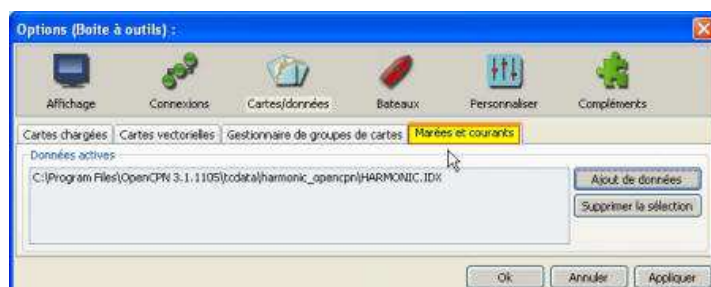 Options (Boite à outils) :
Affichage Connexions Cartes/données Bateaux Personnaliser Compléments
Cartes chargées Cartes vectorielles Gestionnaire de groupes de cartes Marées et courants
Données actives
C:\Program Files\OpenCPN 3.1.1105\tcdata\harmonic_opencpn\HARMONIC.IDX
Ajout de données
Supprimer la sélection
Ok Annuler Appliquer